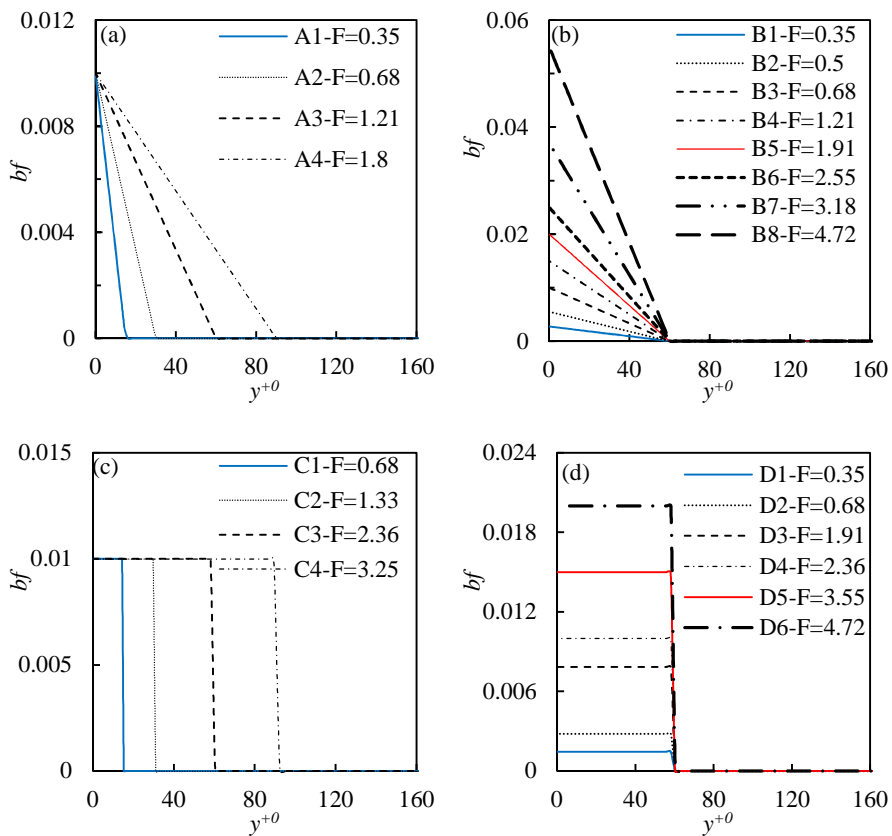 (a)
0.012
0.008
0.004
0
bf
A1-F=0.35
A2-F=0.68
A3-F=1.21
A4-F=1.8
0 40 80 120 160
y+0
(b)
0.06
0.04
0.02
0
bf
B1-F=0.35
B2-F=0.5
B3-F=0.68
B4-F=1.21
B5-F=1.91
B6-F=2.55
B7-F=3.18
B8-F=4.72
0 40 80 120 160
y+0
(c)
0.015
0.01
0.005
0
bf
C1-F=0.68
C2-F=1.33
C3-F=2.36
C4-F=3.25
0 40 80 120 160
y+0
(d)
0.024
0.018
0.012
0.006
0
bf
D1-F=0.35
D2-F=0.68
D3-F=1.91
D4-F=2.36
D5-F=3.55
D6-F=4.72
0 40 80 120 160
y+0